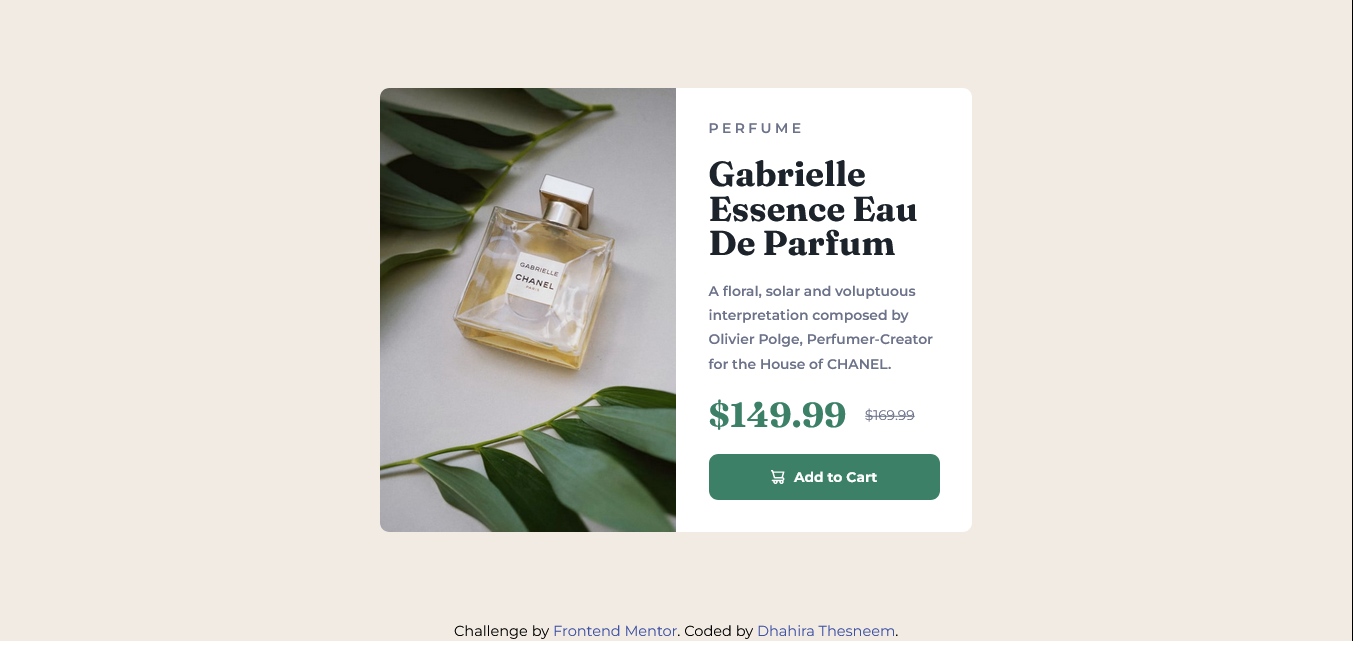 GABRIELLE
CHANEL
PARIS
PERFUME
Gabrielle
Essence Eau
De Parfum
A floral, solar and voluptuous
interpretation composed by
Olivier Polge, Perfumer-Creator
for the House of CHANEL.
$149.99 $169.99
Add to Cart
Challenge by Frontend Mentor. Coded by Dhahira Thesneem.